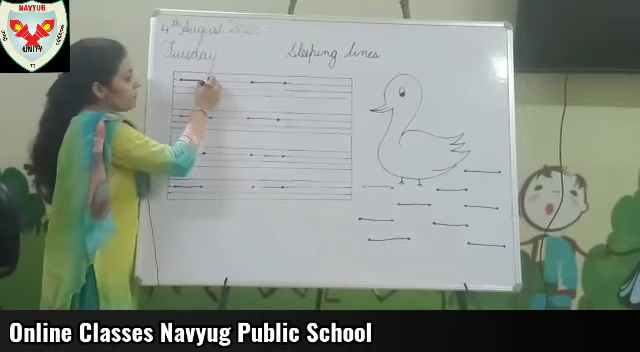 NAVYUG
UNITY
4th August 2020
Tuesday
Sleeping lines
Online Classes Navyug Public School